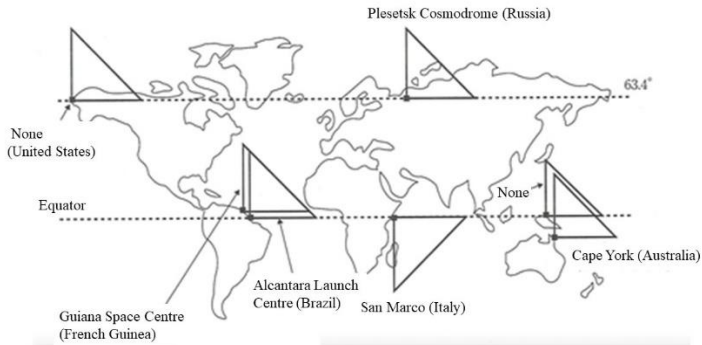 Plesetsk Cosmodrome (Russia)
63.4°
None
(United States)
None
Equator
Cape York (Australia)
Alcantara Launch
Centre (Brazil)
San Marco (Italy)
Guiana Space Centre
(French Guinea)